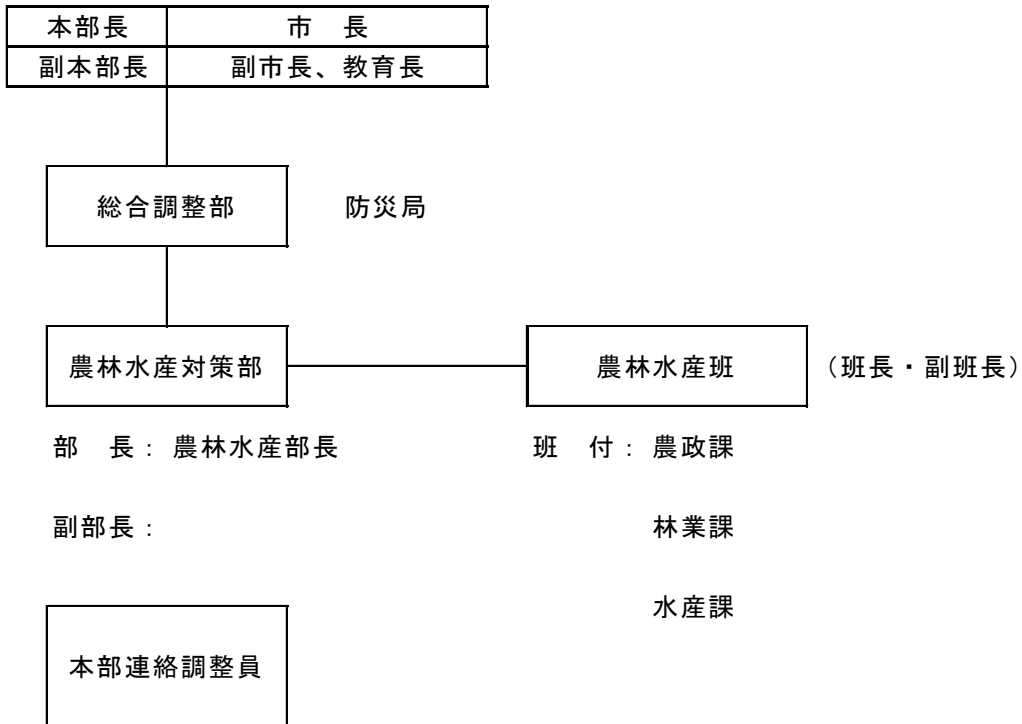 本部長 市　長
副本部長 副市長、教育長
総合調整部 防災局
農林水産対策部 農林水産班 （班長・副班長）
部　長： 農林水産部長 班　付： 農政課
副部長： 林業課
水産課
本部連絡調整員